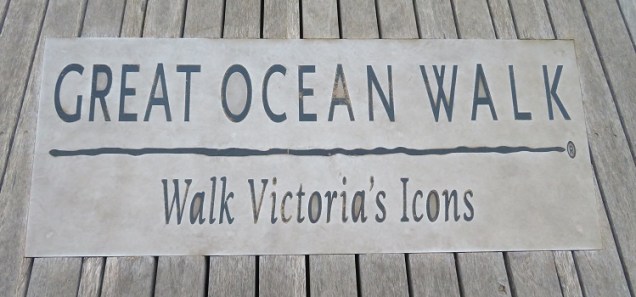 GREAT OCEAN WALK
®
Walk Victoria's Icons